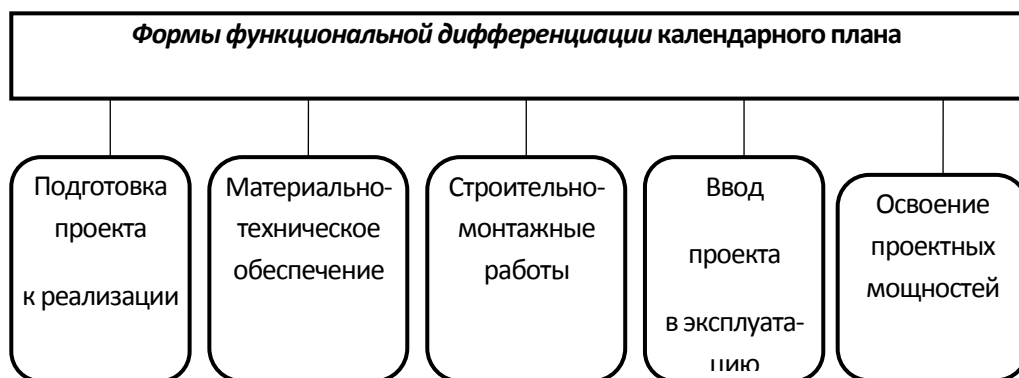 Формы функциональной дифференциации календарного плана
Подготовка
проекта
к реализации
Материально-
техническое
обеспечение
Строительно-
монтажные
работы
Ввод
проекта
в эксплуата-
цию
Освоение
проектных
мощностей